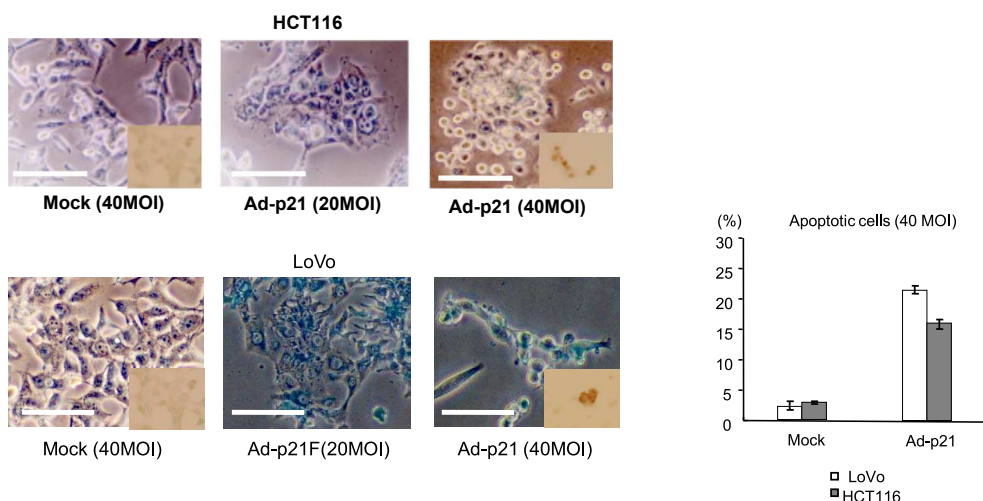 HCT116
Mock (40MOI)
Ad-p21 (20MOI)
Ad-p21 (40MOI)
LoVo
Mock (40MOI)
Ad-p21F(20MOI)
Ad-p21 (40MOI)
(%)
Apoptotic cells (40 MOI)
30
25
20
15
10
5
0
Mock
Ad-p21
LoVo
HCT116